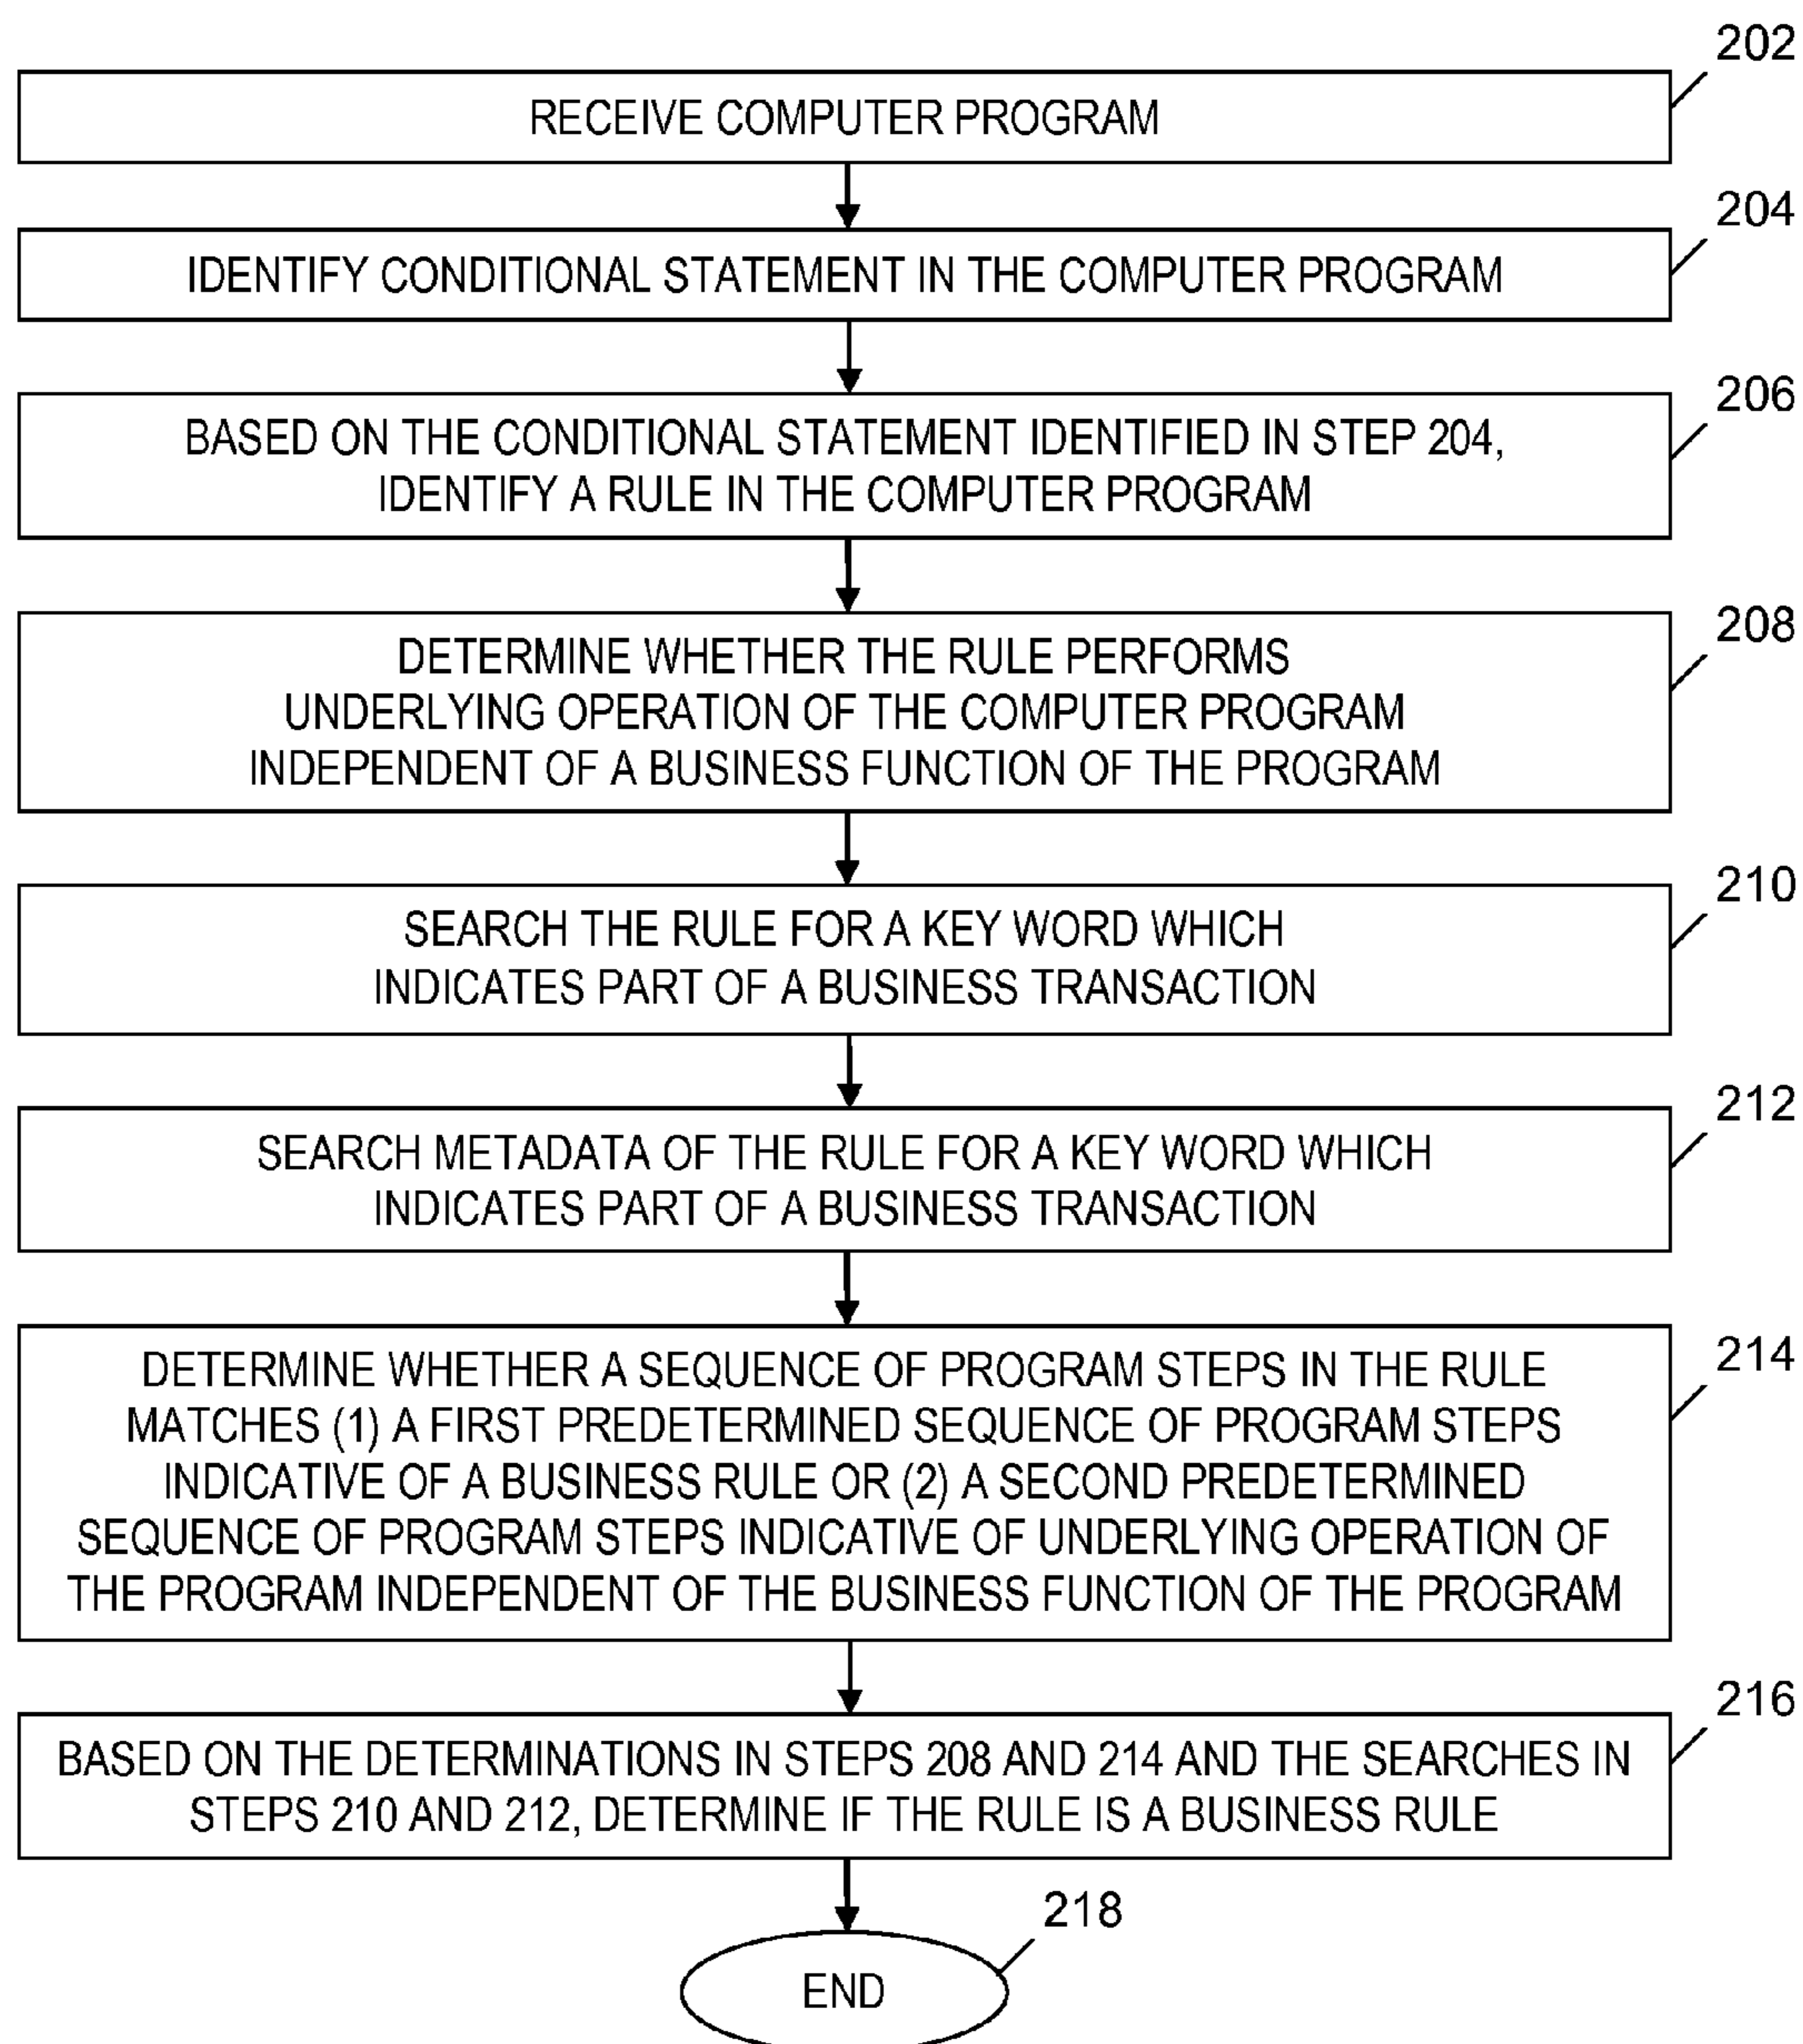 202
RECEIVE COMPUTER PROGRAM
204
IDENTIFY CONDITIONAL STATEMENT IN THE COMPUTER PROGRAM
206
BASED ON THE CONDITIONAL STATEMENT IDENTIFIED IN STEP 204,
IDENTIFY A RULE IN THE COMPUTER PROGRAM
208
DETERMINE WHETHER THE RULE PERFORMS
UNDERLYING OPERATION OF THE COMPUTER PROGRAM
INDEPENDENT OF A BUSINESS FUNCTION OF THE PROGRAM
210
SEARCH THE RULE FOR A KEY WORD WHICH
INDICATES PART OF A BUSINESS TRANSACTION
212
SEARCH METADATA OF THE RULE FOR A KEY WORD WHICH
INDICATES PART OF A BUSINESS TRANSACTION
214
DETERMINE WHETHER A SEQUENCE OF PROGRAM STEPS IN THE RULE
MATCHES (1) A FIRST PREDETERMINED SEQUENCE OF PROGRAM STEPS
INDICATIVE OF A BUSINESS RULE OR (2) A SECOND PREDETERMINED
SEQUENCE OF PROGRAM STEPS INDICATIVE OF UNDERLYING OPERATION OF
THE PROGRAM INDEPENDENT OF THE BUSINESS FUNCTION OF THE PROGRAM
216
BASED ON THE DETERMINATIONS IN STEPS 208 AND 214 AND THE SEARCHES IN
STEPS 210 AND 212, DETERMINE IF THE RULE IS A BUSINESS RULE
218
END